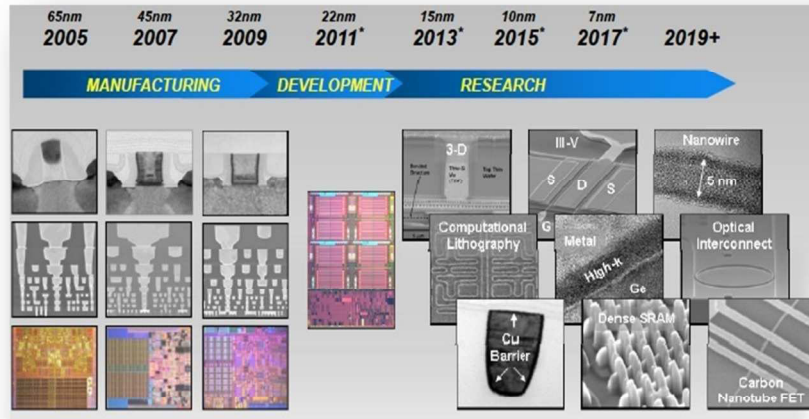 65nm 45nm 32nm 22nm 15nm 10nm 7nm
2005 2007 2009 2011* 2013* 2015* 2017* 2019+
MANUFACTURING DEVELOPMENT RESEARCH
3-D
III-V
Nanowire
5 nm
S D S
G
Computational
Lithography
Metal
High-k
Ge
Optical
Interconnect
Cu
Barrier
Dense SRAM
Carbon
Nanotube FET